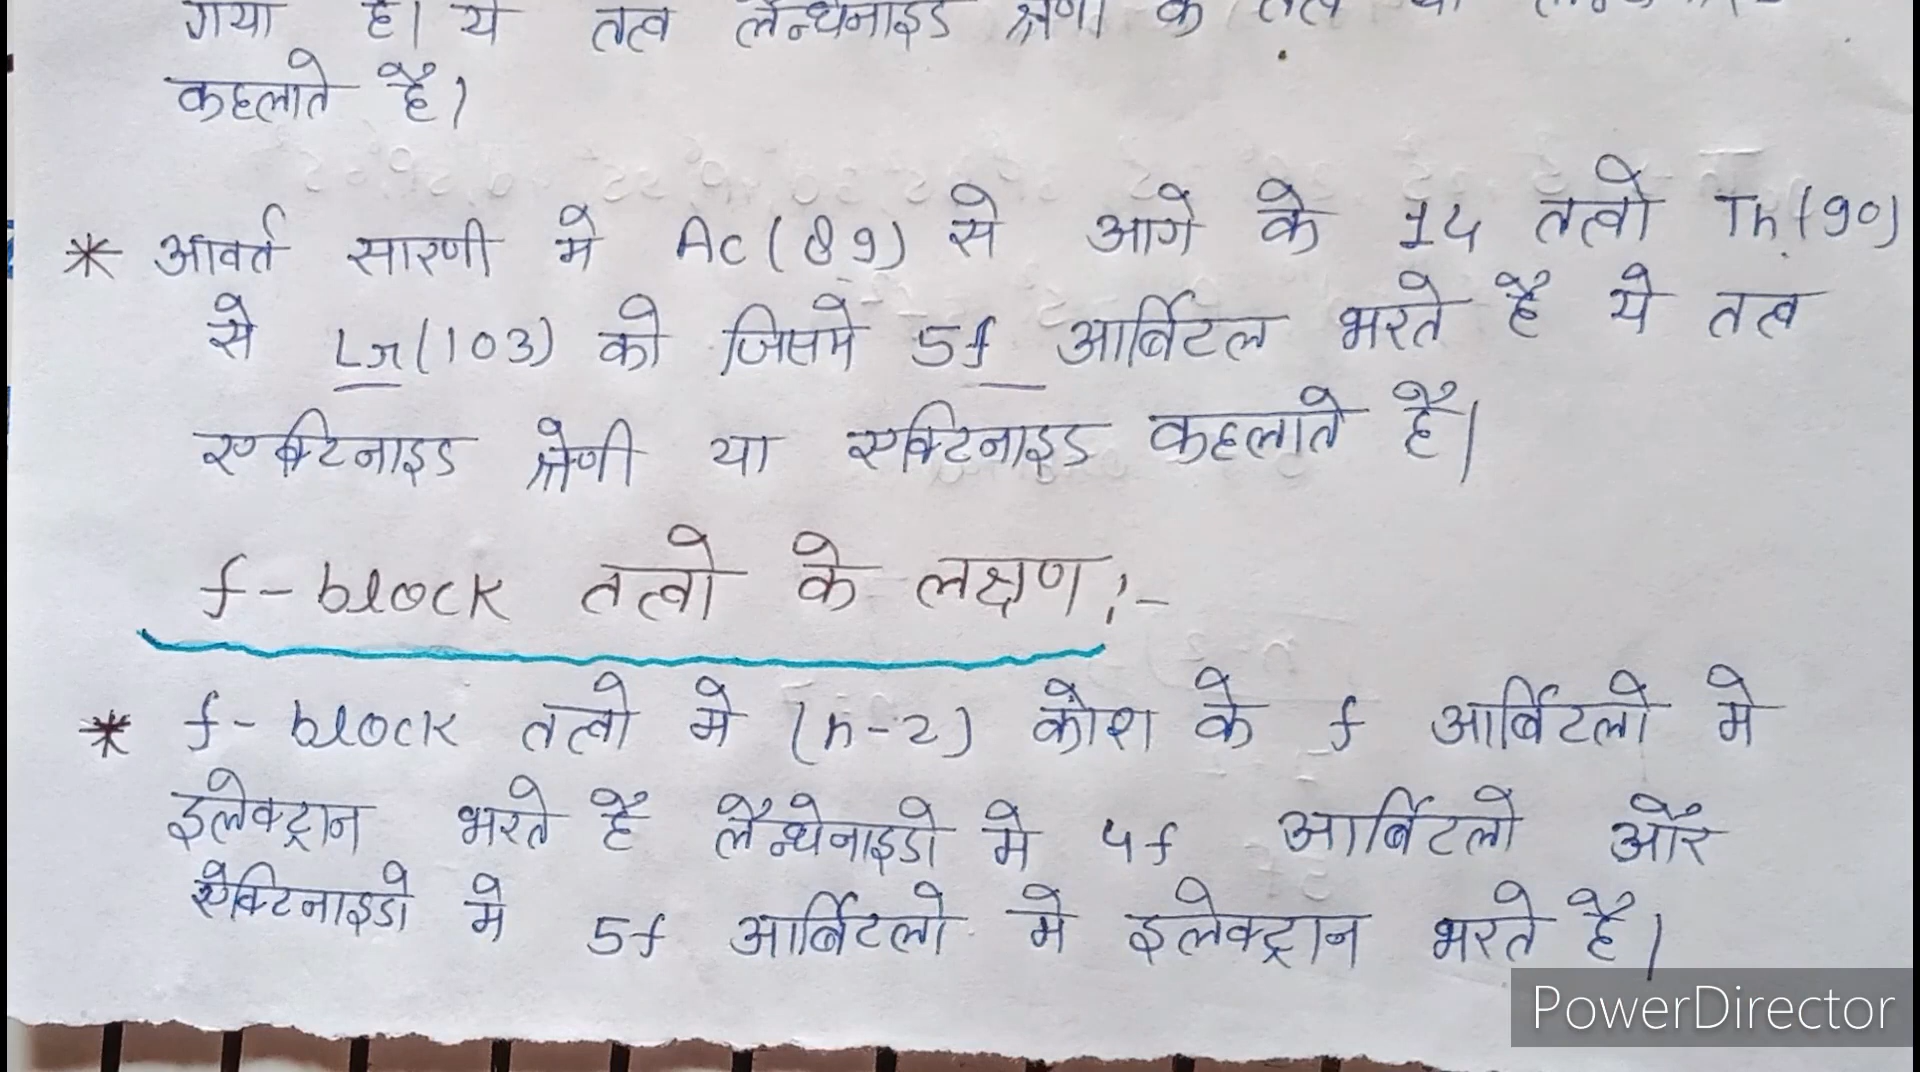 गया है। ये तत्व लैन्थेनाइड श्रेणी के तत्व या
कहलाते है।
* आवर्त सारणी मे Ac(89) से आगे के 14 तत्वो Th(90)
से Lr(103) को जिसमे 5f आर्बिटल भरते है ये तत्व
एक्टिनाइड श्रेणी या एक्टिनाइड कहलाते है।
f-block तत्वो के लक्षण:-
* f-block तत्वो मे (n-2) कोश के f आर्बिटलो मे
इलेक्ट्रान भरते है लैन्थेनाइडो मे 4f आर्बिटलो और
ऐक्टिनाइडो मे 5f आर्बिटलो मे इलेक्ट्रान भरते है।
PowerDirector